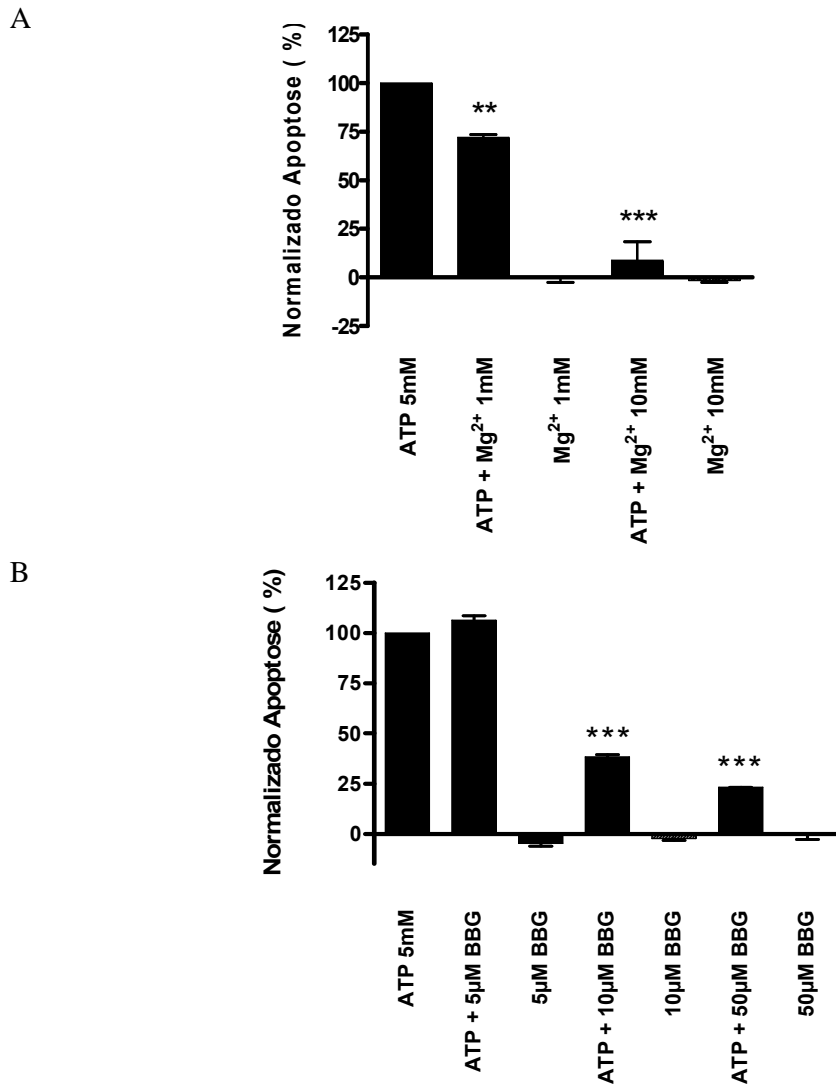 A
Normalizado Apoptose ( %)
125
100
75
50
25
0
-25
**
***
ATP 5mM
ATP + Mg²⁺ 1mM
Mg²⁺ 1mM
ATP + Mg²⁺ 10mM
Mg²⁺ 10mM
B
Normalizado Apoptose ( %)
125
100
75
50
25
0
***
***
ATP 5mM
ATP + 5µM BBG
5µM BBG
ATP + 10µM BBG
10µM BBG
ATP + 50µM BBG
50µM BBG